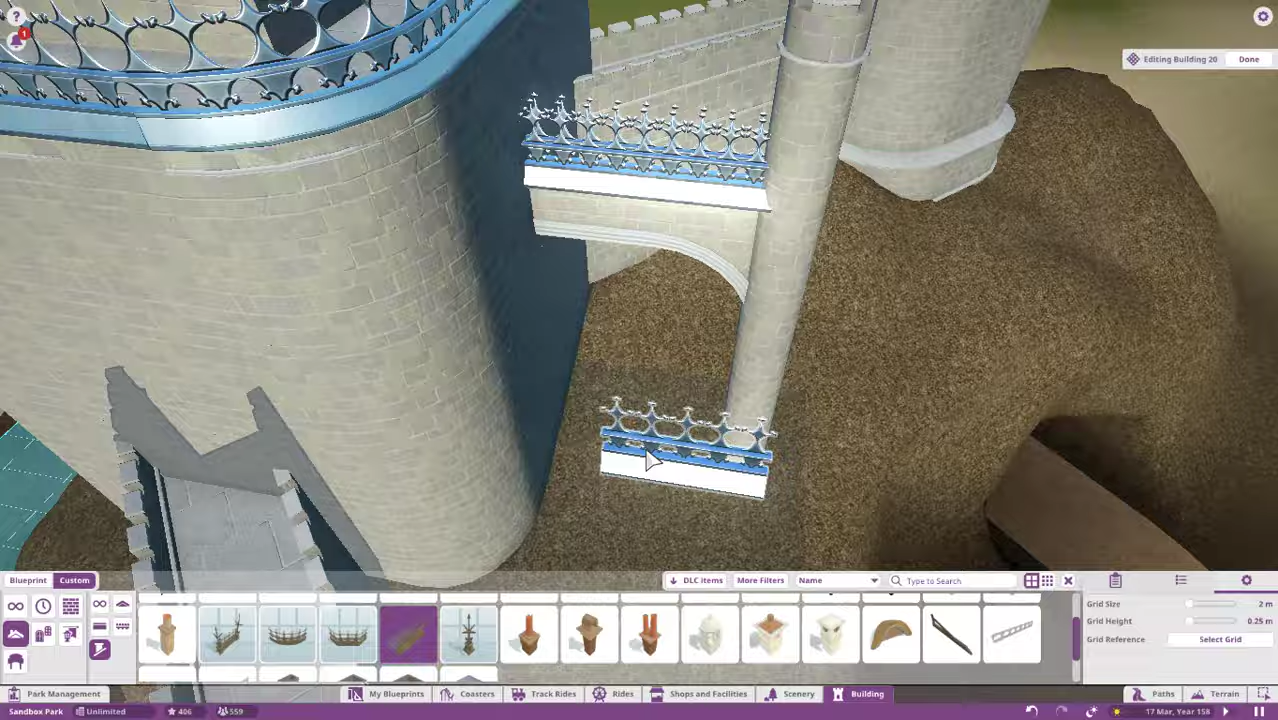 ?
1
Editing Building 20 Done
Blueprint Custom
DLC items More Filters Name Type to Search
Grid Size 2 m
Grid Height 0.25 m
Grid Reference Select Grid
Park Management My Blueprints Coasters Track Rides Rides Shops and Facilities Scenery Building Paths Terrain
Sandbox Park Unlimited 406 559 17 Mar, Year 158